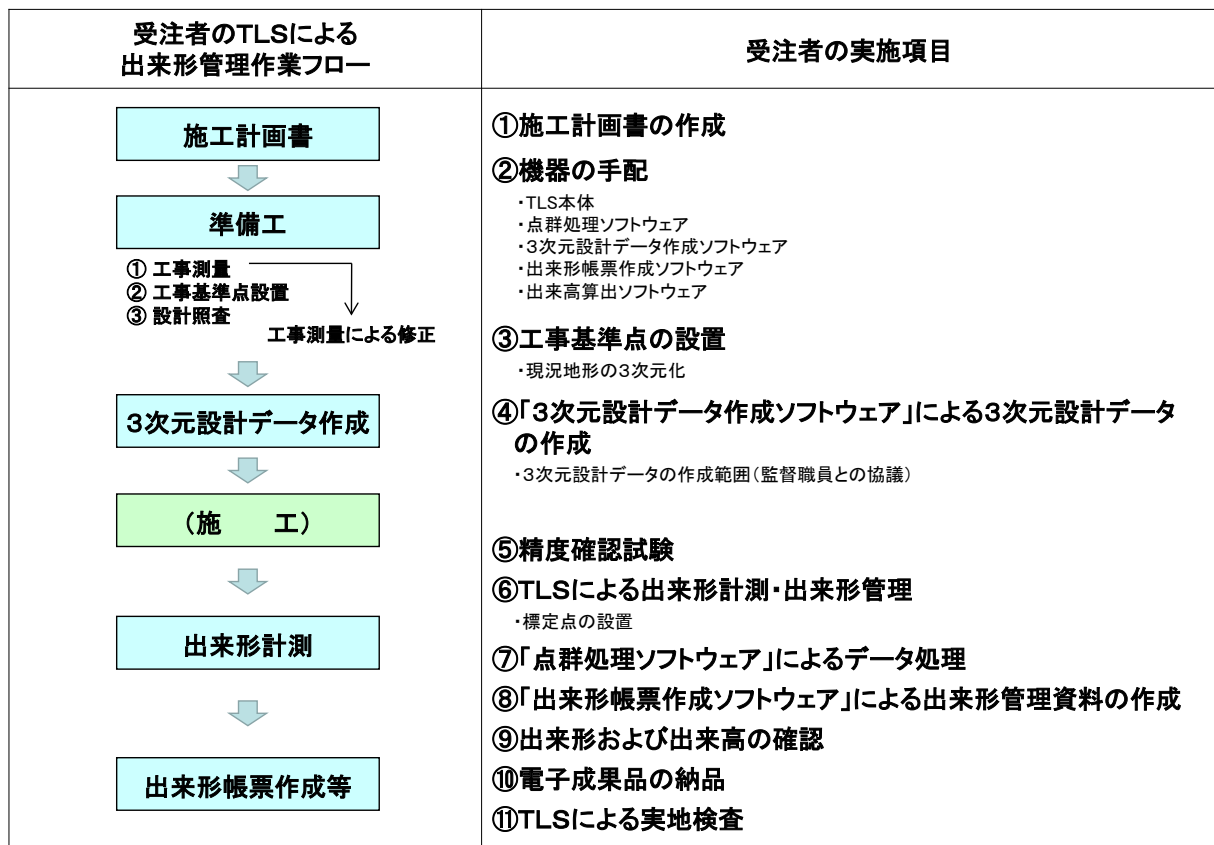 受注者のTLSによる
出来形管理作業フロー
受注者の実施項目
施工計画書
準備工
① 工事測量
② 工事基準点設置
③ 設計照査
工事測量による修正
3次元設計データ作成
（施　　工）
出来形計測
出来形帳票作成等
①施工計画書の作成
②機器の手配
・TLS本体
・点群処理ソフトウェア
・3次元設計データ作成ソフトウェア
・出来形帳票作成ソフトウェア
・出来高算出ソフトウェア
③工事基準点の設置
・現況地形の3次元化
④「3次元設計データ作成ソフトウェア」による3次元設計データ
の作成
・3次元設計データの作成範囲（監督職員との協議）
⑤精度確認試験
⑥TLSによる出来形計測・出来形管理
・標定点の設置
⑦「点群処理ソフトウェア」によるデータ処理
⑧「出来形帳票作成ソフトウェア」による出来形管理資料の作成
⑨出来形および出来高の確認
⑩電子成果品の納品
⑪TLSによる実地検査